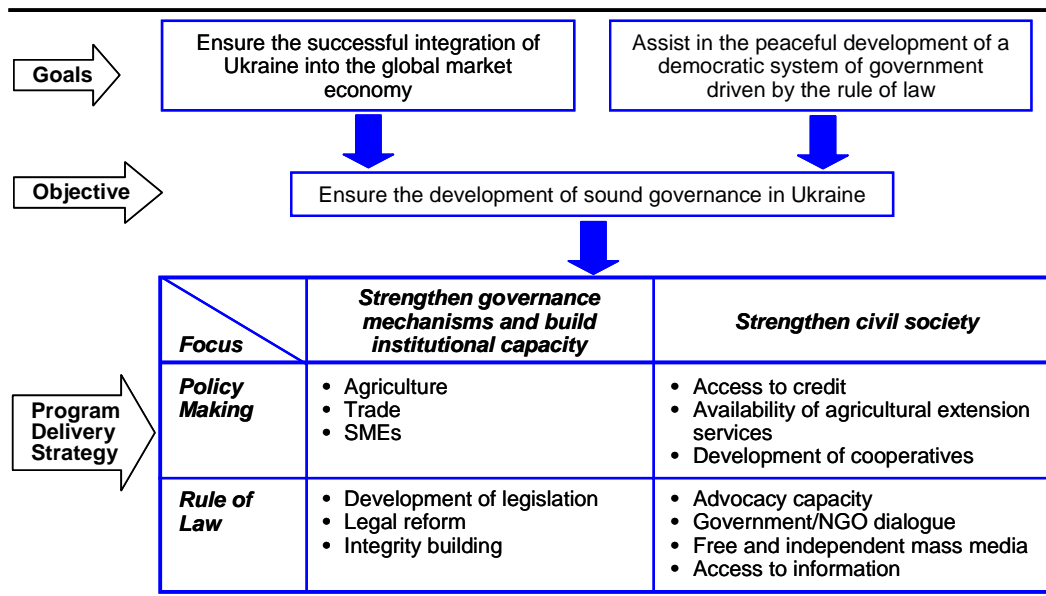 Goals
Ensure the successful integration of
Ukraine into the global market
economy
Assist in the peaceful development of a
democratic system of government
driven by the rule of law
Objective
Ensure the development of sound governance in Ukraine
Program
Delivery
Strategy
Focus
Strengthen governance
mechanisms and build
institutional capacity
Strengthen civil society
Policy
Making
• Agriculture
• Trade
• SMEs
• Access to credit
• Availability of agricultural extension
services
• Development of cooperatives
Rule of
Law
• Development of legislation
• Legal reform
• Integrity building
• Advocacy capacity
• Government/NGO dialogue
• Free and independent mass media
• Access to information